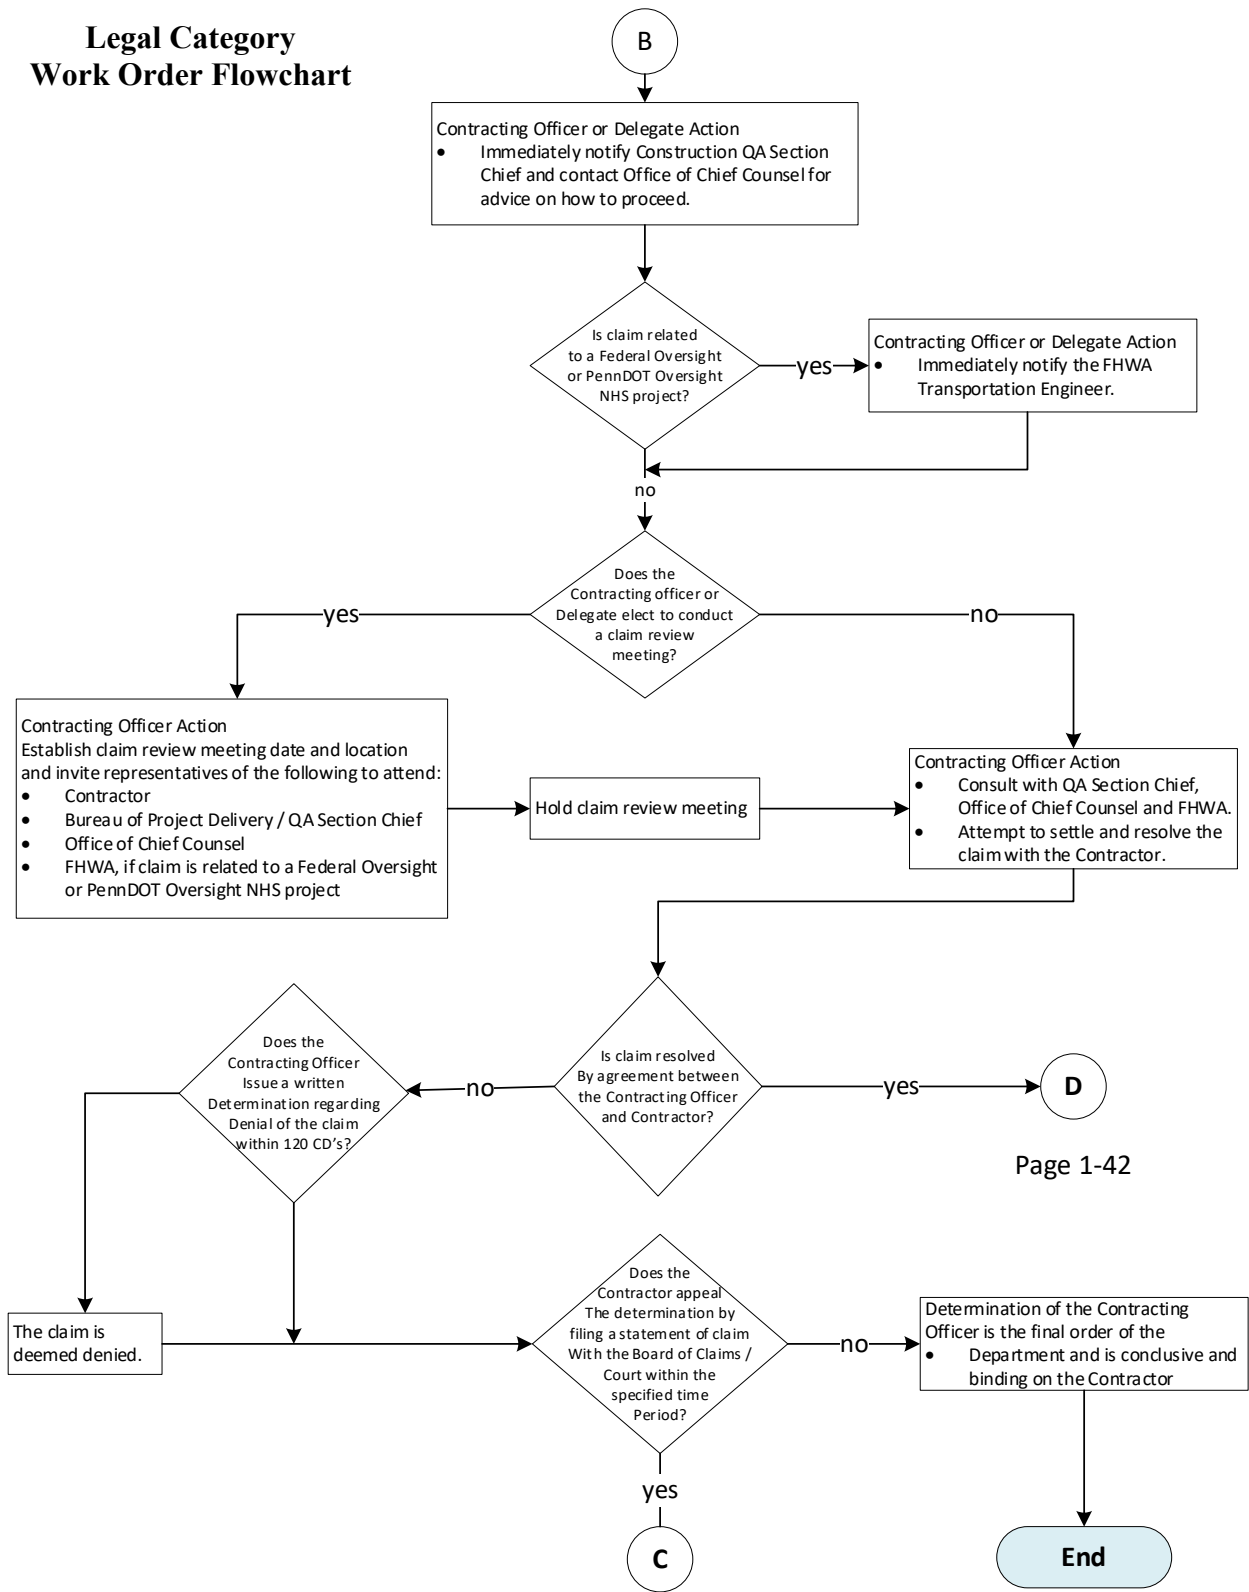 Legal Category
Work Order Flowchart
B
Contracting Officer or Delegate Action
• Immediately notify Construction QA Section
Chief and contact Office of Chief Counsel for
advice on how to proceed.
Is claim related
to a Federal Oversight
or PennDOT Oversight
NHS project?
yes
Contracting Officer or Delegate Action
• Immediately notify the FHWA
Transportation Engineer.
no
Does the
Contracting officer or
Delegate elect to conduct
a claim review
meeting?
yes
no
Contracting Officer Action
Establish claim review meeting date and location
and invite representatives of the following to attend:
• Contractor
• Bureau of Project Delivery / QA Section Chief
• Office of Chief Counsel
• FHWA, if claim is related to a Federal Oversight
or PennDOT Oversight NHS project
Hold claim review meeting
Contracting Officer Action
• Consult with QA Section Chief,
Office of Chief Counsel and FHWA.
• Attempt to settle and resolve the
claim with the Contractor.
Is claim resolved
By agreement between
the Contracting Officer
and Contractor?
yes
D
Page 1-42
no
Does the
Contracting Officer
Issue a written
Determination regarding
Denial of the claim
within 120 CD's?
The claim is
deemed denied.
Does the
Contractor appeal
The determination by
filing a statement of claim
With the Board of Claims /
Court within the
specified time
Period?
no
Determination of the Contracting
Officer is the final order of the
• Department and is conclusive and
binding on the Contractor
yes
C
End